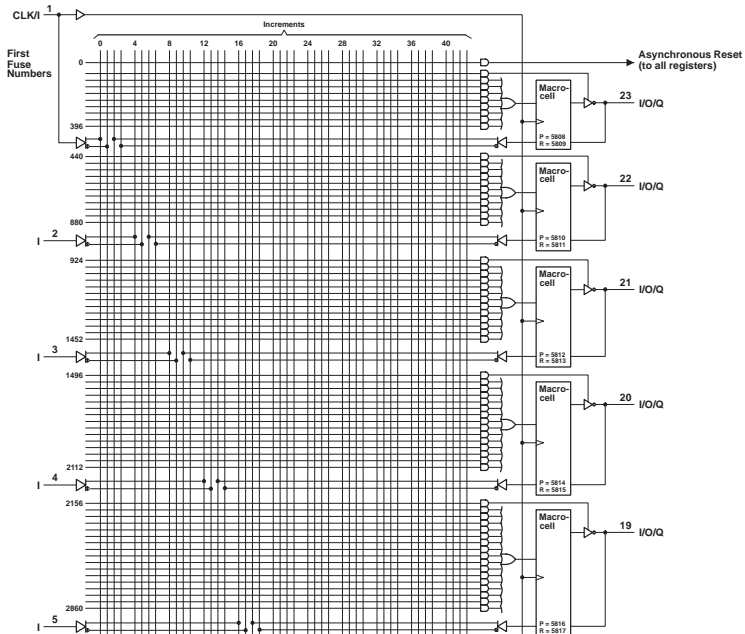 CLK/I 1
Increments
First
Fuse
Numbers
0 4 8 12 16 20 24 28 32 36 40
0
Asynchronous Reset
(to all registers)
Macro-
cell
23 I/O/Q
396
P = 5808
R = 5809
440
Macro-
cell
22 I/O/Q
880
I 2
P = 5810
R = 5811
924
Macro-
cell
21 I/O/Q
1452
I 3
P = 5812
R = 5813
1496
Macro-
cell
20 I/O/Q
2112
I 4
P = 5814
R = 5815
2156
Macro-
cell
19 I/O/Q
2860
I 5
P = 5816
R = 5817